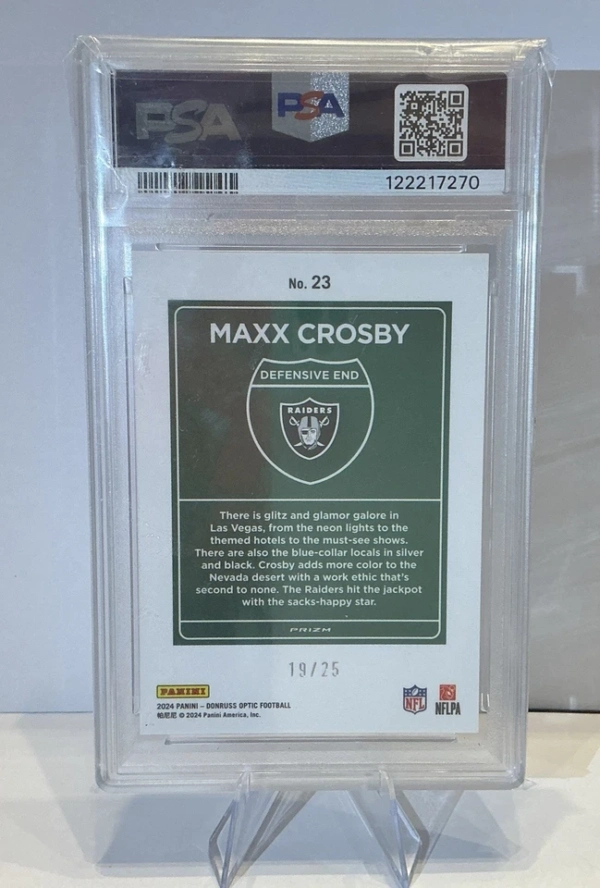 PSA
PSA
122217270
No. 23
MAXX CROSBY
DEFENSIVE END
RAIDERS
There is glitz and glamor galore in
Las Vegas, from the neon lights to the
themed hotels to the must-see shows.
There are also the blue-collar locals in silver
and black. Crosby adds more color to the
Nevada desert with a work ethic that's
second to none. The Raiders hit the jackpot
with the sacks-happy star.
PRIZM
19/25
PANINI
2024 PANINI – DONRUSS OPTIC FOOTBALL
帕尼尼 © 2024 Panini America, Inc.
NFL
NFLPA